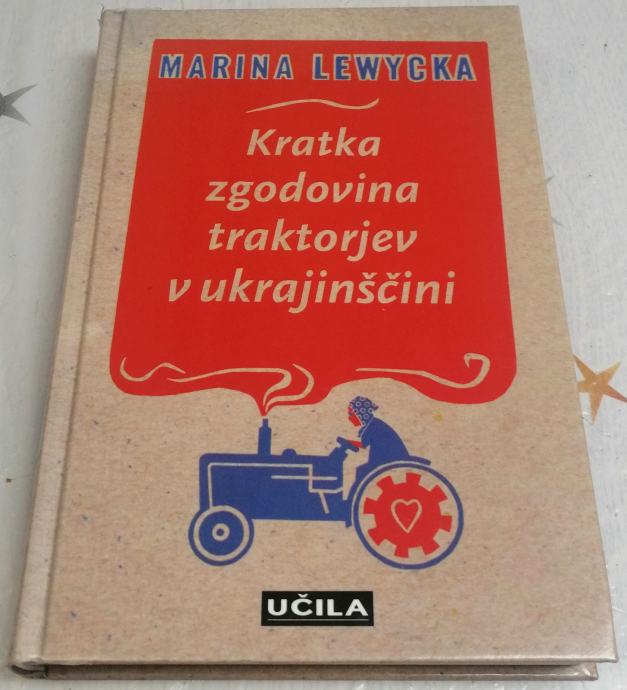 MARINA LEWYCKA
Kratka
zgodovina
traktorjev
v ukrajinščini
UČILA